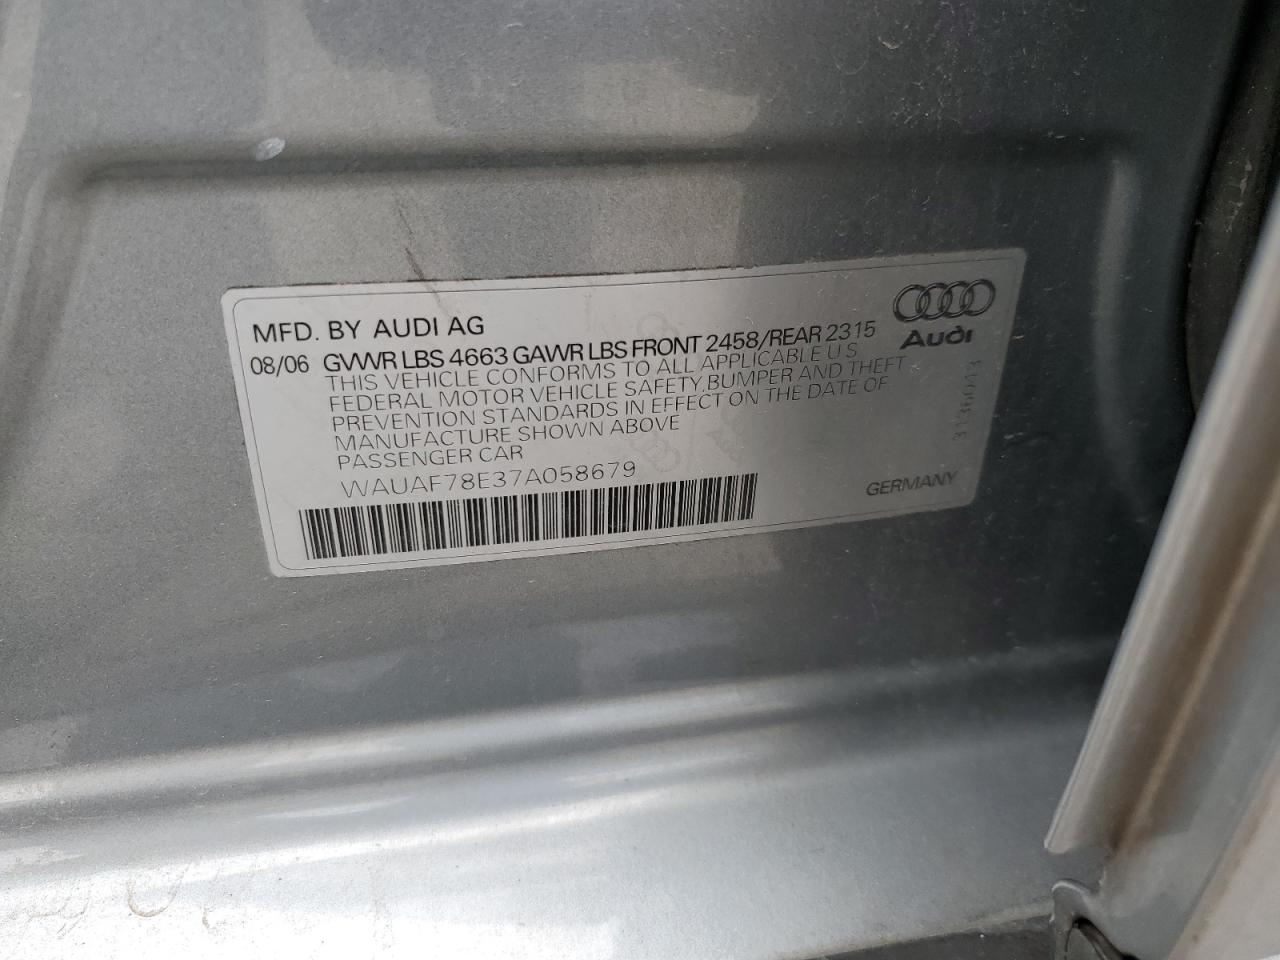 MFD. BY AUDI AG
08/06 GVWR LBS 4663 GAWR LBS FRONT 2458/REAR 2315
THIS VEHICLE CONFORMS TO ALL APPLICABLE U S
FEDERAL MOTOR VEHICLE SAFETY,BUMPER AND THEFT
PREVENTION STANDARDS IN EFFECT ON THE DATE OF
MANUFACTURE SHOWN ABOVE
PASSENGER CAR
WAUAF78E37A058679
Audi
3136043
GERMANY